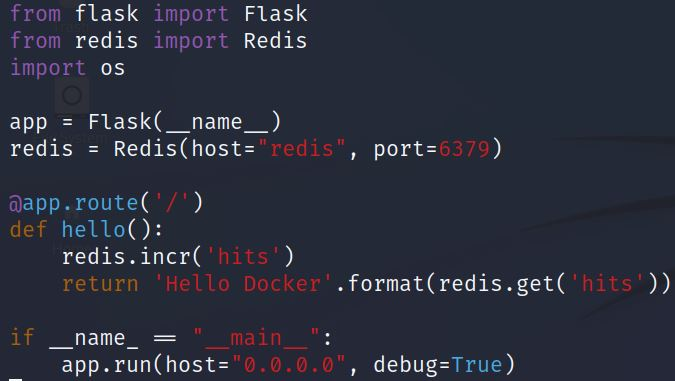 from flask import Flask
from redis import Redis
import os

app = Flask(__name__)
redis = Redis(host="redis", port=6379)

@app.route('/')
def hello():
    redis.incr('hits')
    return 'Hello Docker'.format(redis.get('hits'))

if __name_ == "__main__":
    app.run(host="0.0.0.0", debug=True)